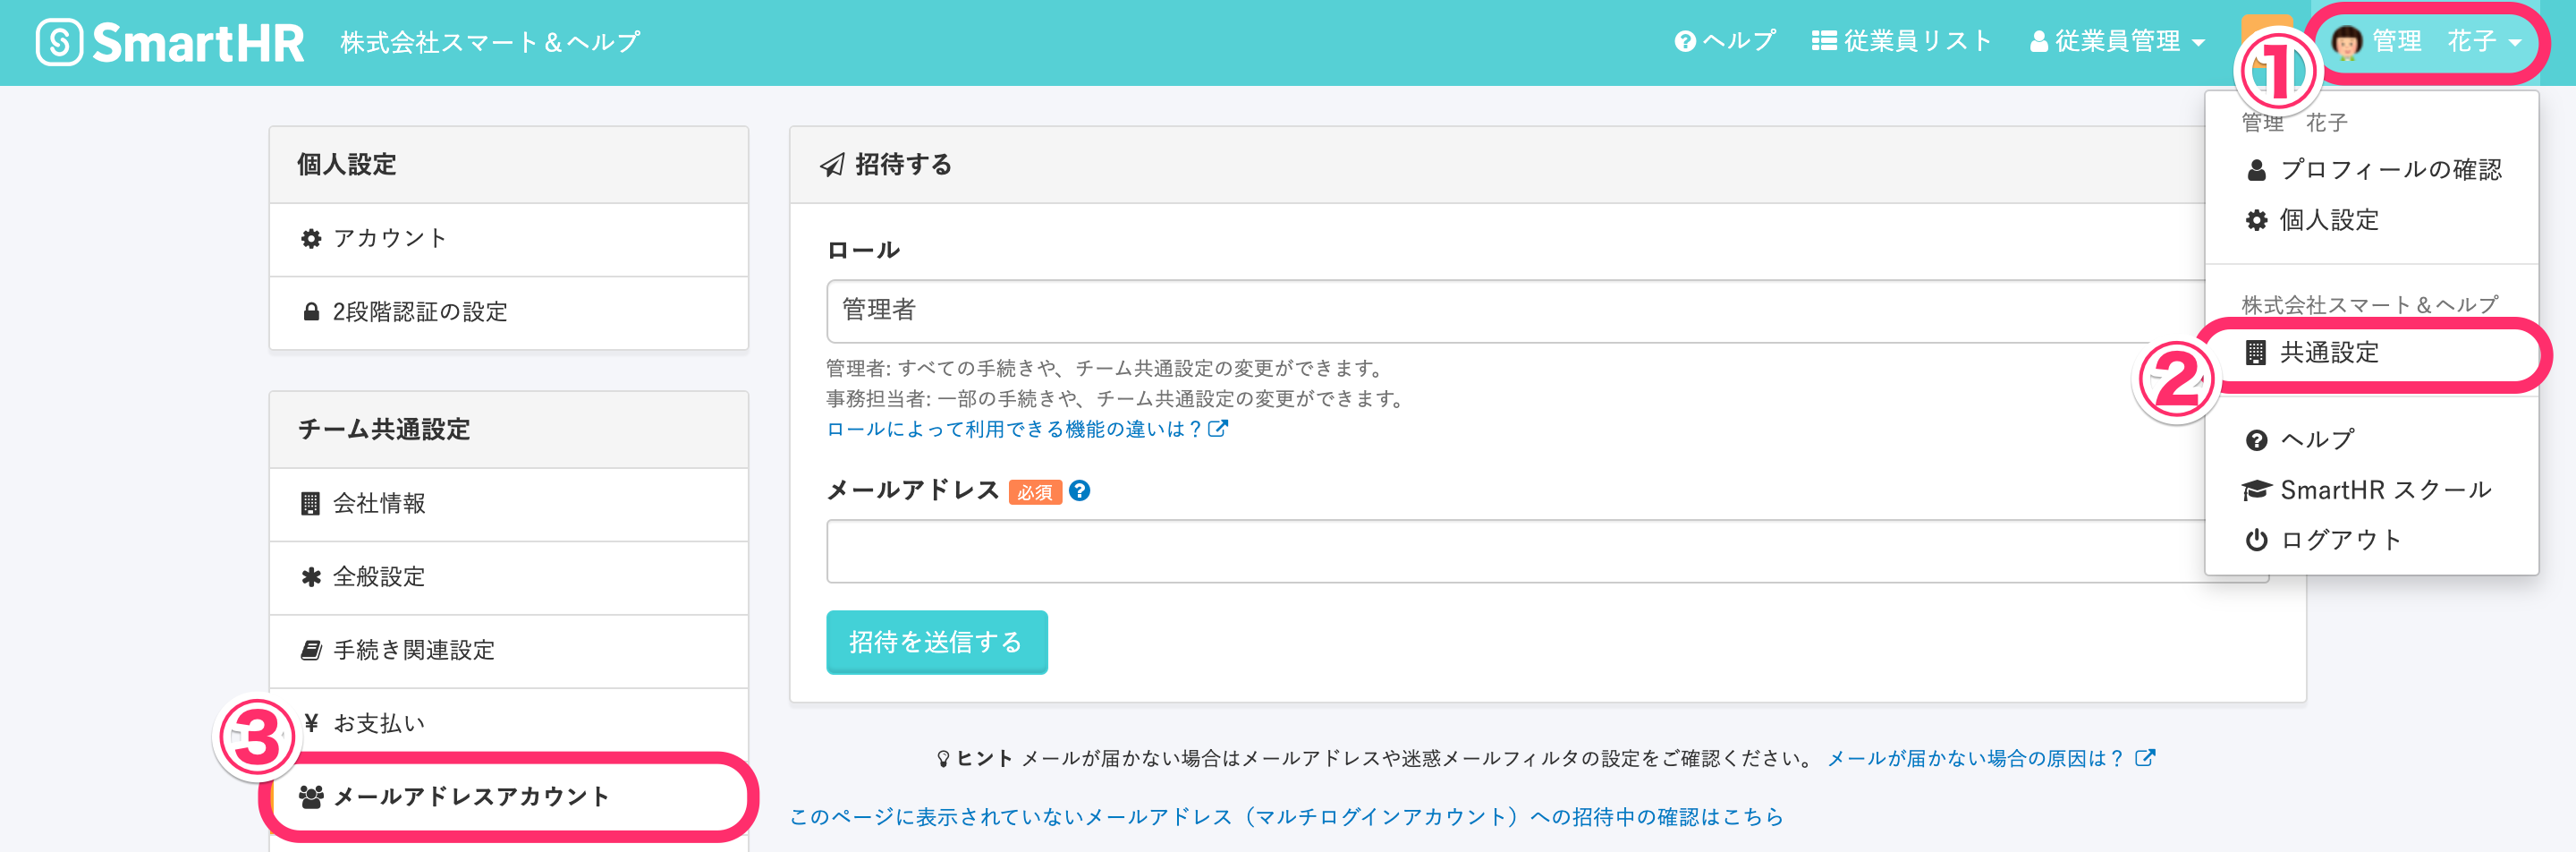 SmartHR 株式会社スマート＆ヘルプ ヘルプ 従業員リスト 従業員管理 管理　花子
①
管理　花子
プロフィールの確認
個人設定
株式会社スマート＆ヘルプ
② 共通設定
ヘルプ
SmartHR スクール
ログアウト
個人設定
アカウント
2段階認証の設定
チーム共通設定
会社情報
全般設定
手続き関連設定
¥ お支払い
③ メールアドレスアカウント
招待する
ロール
管理者
管理者: すべての手続きや、チーム共通設定の変更ができます。
事務担当者: 一部の手続きや、チーム共通設定の変更ができます。
ロールによって利用できる機能の違いは？
メールアドレス 必須
招待を送信する
ヒント メールが届かない場合はメールアドレスや迷惑メールフィルタの設定をご確認ください。 メールが届かない場合の原因は？
このページに表示されていないメールアドレス（マルチログインアカウント）への招待中の確認はこちら